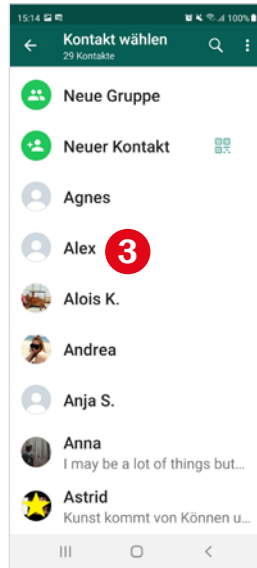 15:14
100%
Kontakt wählen
29 Kontakte
Neue Gruppe
Neuer Kontakt
Agnes
Alex
3
Alois K.
Andrea
Anja S.
Anna
I may be a lot of things but...
Astrid
Kunst kommt von Können u...